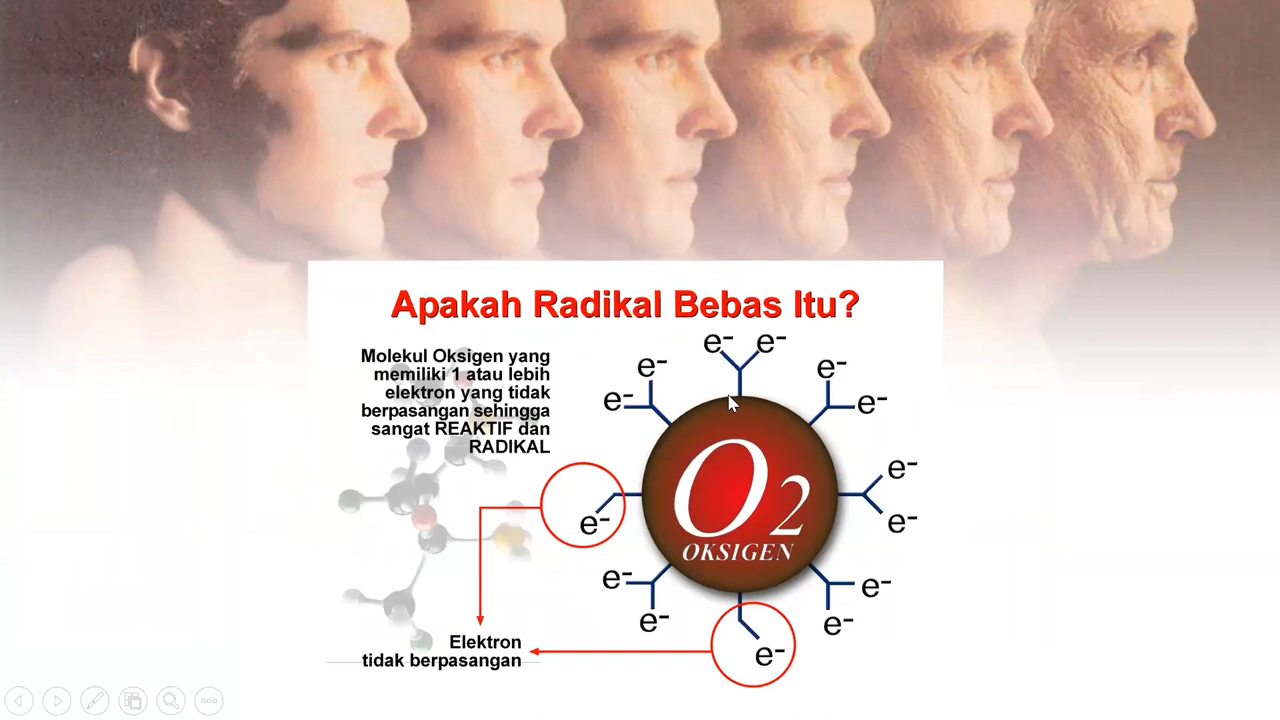 Apakah Radikal Bebas Itu?
Molekul Oksigen yang
memiliki 1 atau lebih
elektron yang tidak
berpasangan sehingga
sangat REAKTIF dan
RADIKAL
e- e-
e-
e-
e-
e-
e-
e-
e-
e-
e-
e-
e-
e-
O2
OKSIGEN
Elektron
tidak berpasangan